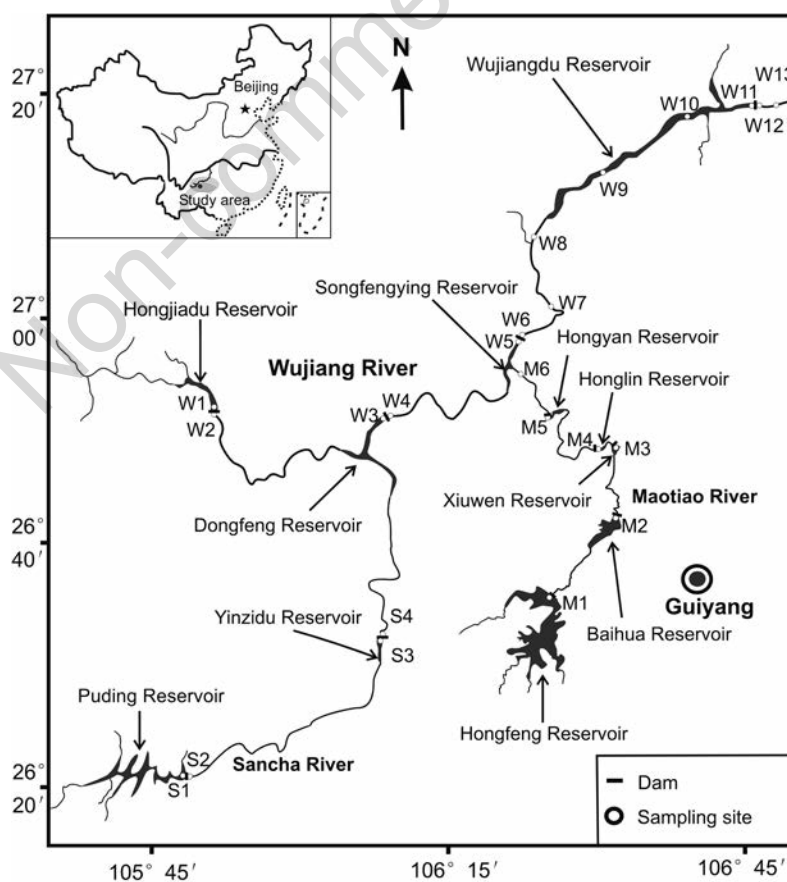 Non-comme
N
Beijing
Study area
27°
20′
Wujiangdu Reservoir
W13
W11
W10
W12
W9
W8
Songfengying Reservoir
27°
00′
Hongjiadu Reservoir
W7
W6
W5
Hongyan Reservoir
M6
Honglin Reservoir
Wujiang River
W1
W2
W3
W4
M5
M4
M3
Xiuwen Reservoir
Maotiao River
Dongfeng Reservoir
M2
26°
40′
Guiyang
M1
Yinzidu Reservoir
S4
S3
Baihua Reservoir
Puding Reservoir
Hongfeng Reservoir
S2
Sancha River
S1
26°
20′
Dam
Sampling site
105° 45′
106° 15′
106° 45′